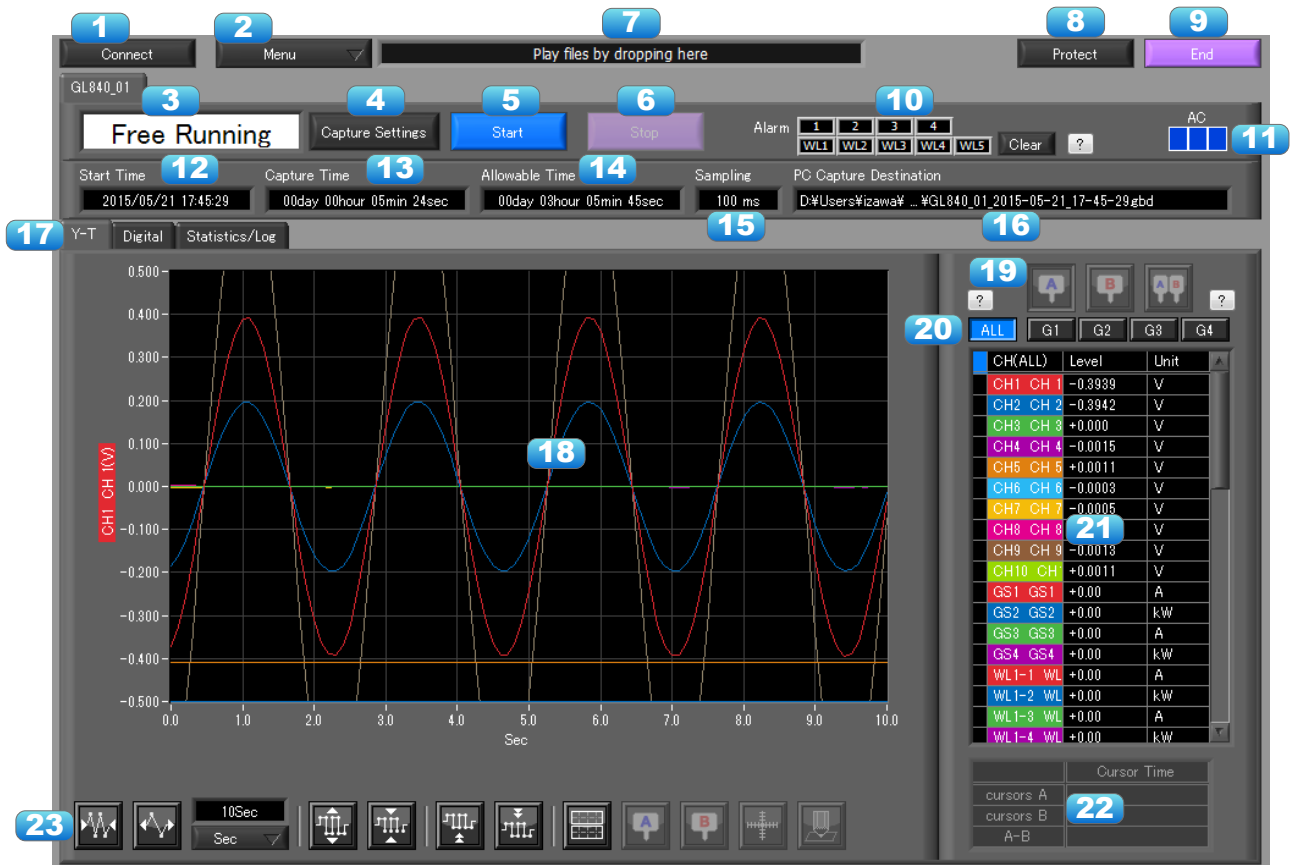 1 2 7 8 9
Connect Menu Play files by dropping here Protect End
GL840_01
3 4 5 6 10
Free Running Capture Settings Start Stop Alarm 1 2 3 4 AC
WL1 WL2 WL3 WL4 WL5 Clear ? 11
12 13 14
Start Time Capture Time Allowable Time Sampling PC Capture Destination
2015/05/21 17:45:29 00day 00hour 05min 24sec 00day 03hour 05min 45sec 100 ms D:¥Users¥izawa¥ ... ¥GL840_01_2015-05-21_17-45-29.gbd
15 16
17 Y-T Digital Statistics/Log
19 A B A B
? ?
20 ALL G1 G2 G3 G4
0.500
0.400
0.300
0.200
0.100
0.000
-0.100
-0.200
-0.300
-0.400
-0.500
CH1 CH 1(V)
18
0.0 1.0 2.0 3.0 4.0 5.0 6.0 7.0 8.0 9.0 10.0
Sec
CH(ALL) Level Unit
CH1 CH 1 -0.3939 V
CH2 CH 2 -0.3942 V
CH3 CH 3 +0.000 V
CH4 CH 4 -0.0015 V
CH5 CH 5 +0.0011 V
CH6 CH 6 -0.0003 V
CH7 CH 7 -0.0005 V
CH8 CH 8 21 V
CH9 CH 9 -0.0013 V
CH10 CH +0.0011 V
GS1 GS1 +0.00 A
GS2 GS2 +0.00 kW
GS3 GS3 +0.00 A
GS4 GS4 +0.00 kW
WL1-1 WL +0.00 A
WL1-2 WL +0.00 kW
WL1-3 WL +0.00 A
WL1-4 WL +0.00 kW
Cursor Time
cursors A
cursors B 22
A-B
23 10Sec
Sec
A B